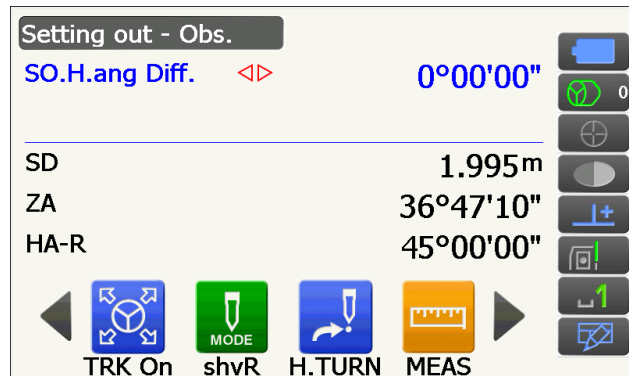 Setting out - Obs.
SO.H.ang Diff. 0°00'00"
0
SD 1.995m
ZA 36°47'10"
HA-R 45°00'00"
1
MODE
TRK On shvR H.TURN MEAS